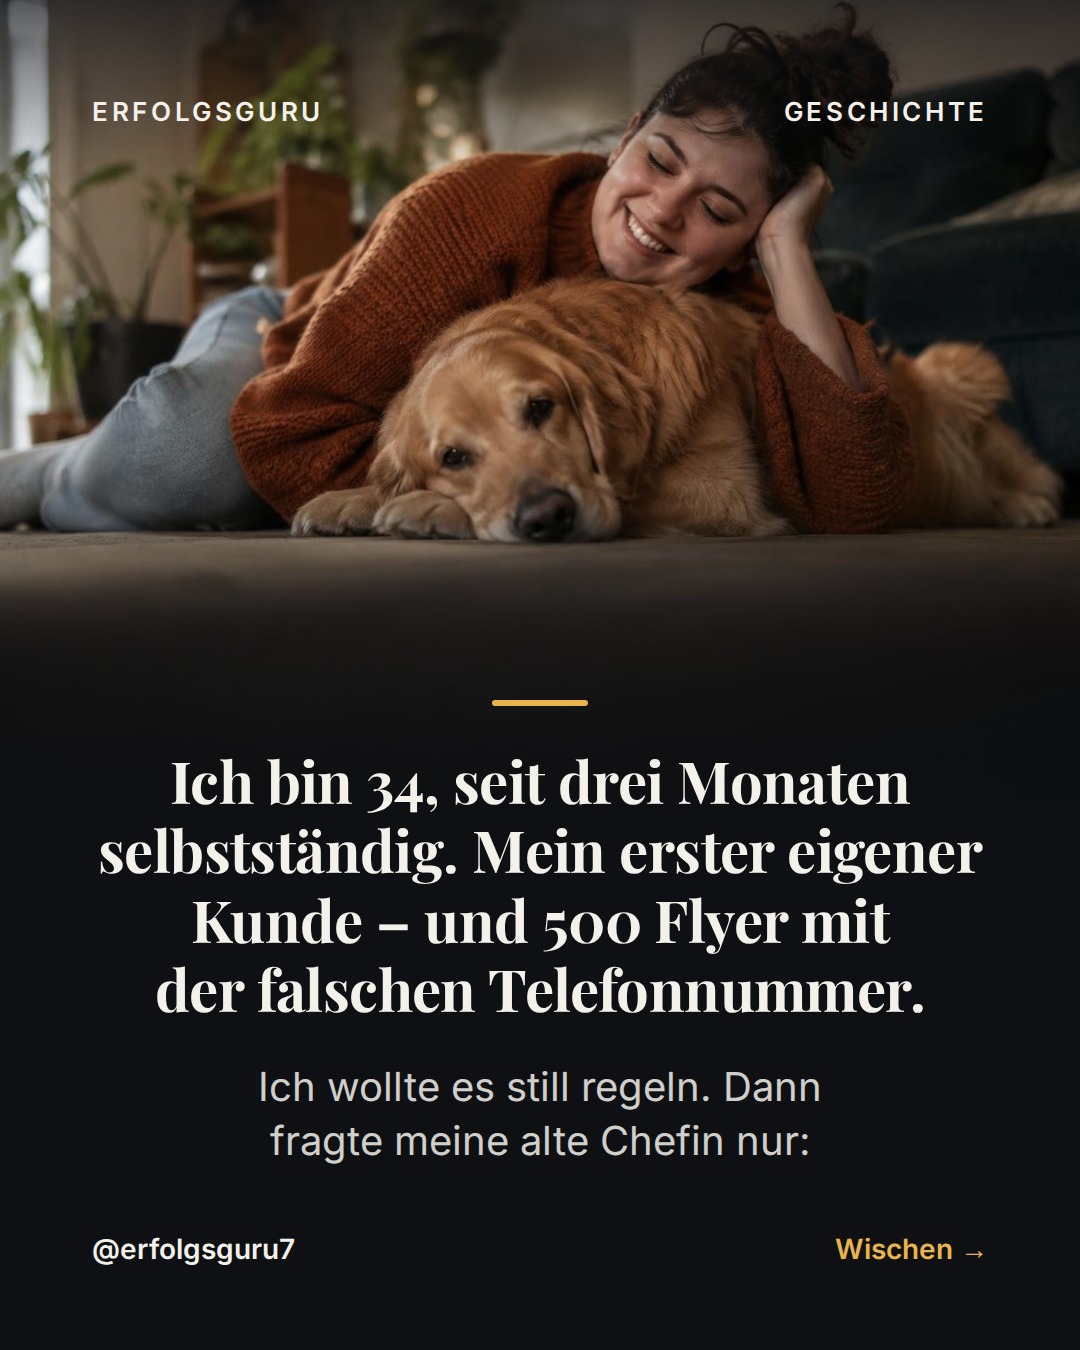 ERFOLGSGURU
GESCHICHTE
Ich bin 34, seit drei Monaten
selbstständig. Mein erster eigener
Kunde – und 500 Flyer mit
der falschen Telefonnummer.
Ich wollte es still regeln. Dann
fragte meine alte Chefin nur:
@erfolgsguru7
Wischen →